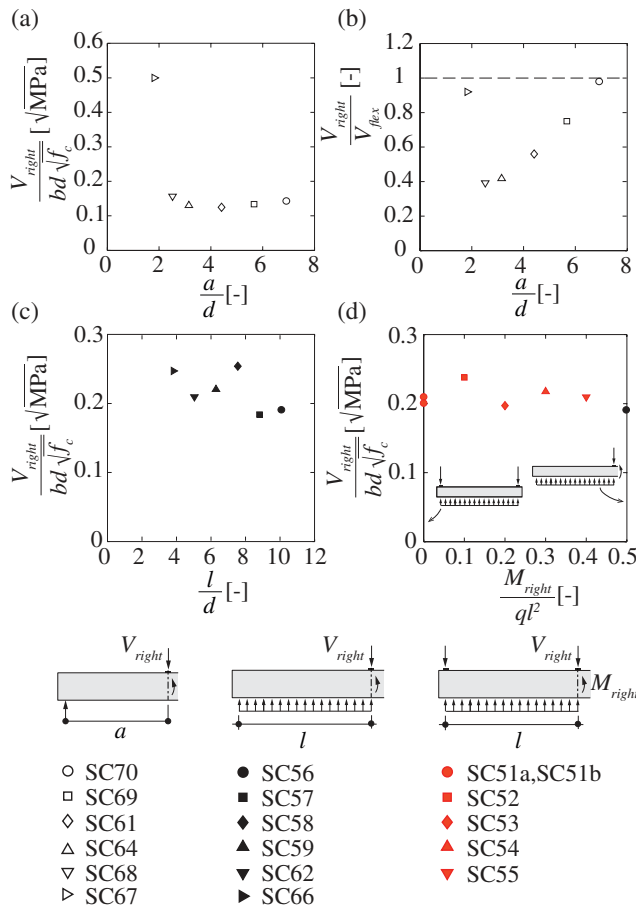 (a)
0.6
0.5
0.4
0.3
0.2
0.1
0
0 2 4 6 8
V_right / bd√f_c [√MPa]
a/d [-]
(b)
1.2
1
0.8
0.6
0.4
0.2
0
0 2 4 6 8
V_right / V_flex [-]
a/d [-]
(c)
0.3
0.2
0.1
0
0 2 4 6 8 10 12
V_right / bd√f_c [√MPa]
l/d [-]
(d)
0.3
0.2
0.1
0
0 0.1 0.2 0.3 0.4 0.5
V_right / bd√f_c [√MPa]
M_right / ql² [-]
V_right
a
V_right
l
V_right
M_right
l
SC70
SC69
SC61
SC64
SC68
SC67
SC56
SC57
SC58
SC59
SC62
SC66
SC51a,SC51b
SC52
SC53
SC54
SC55